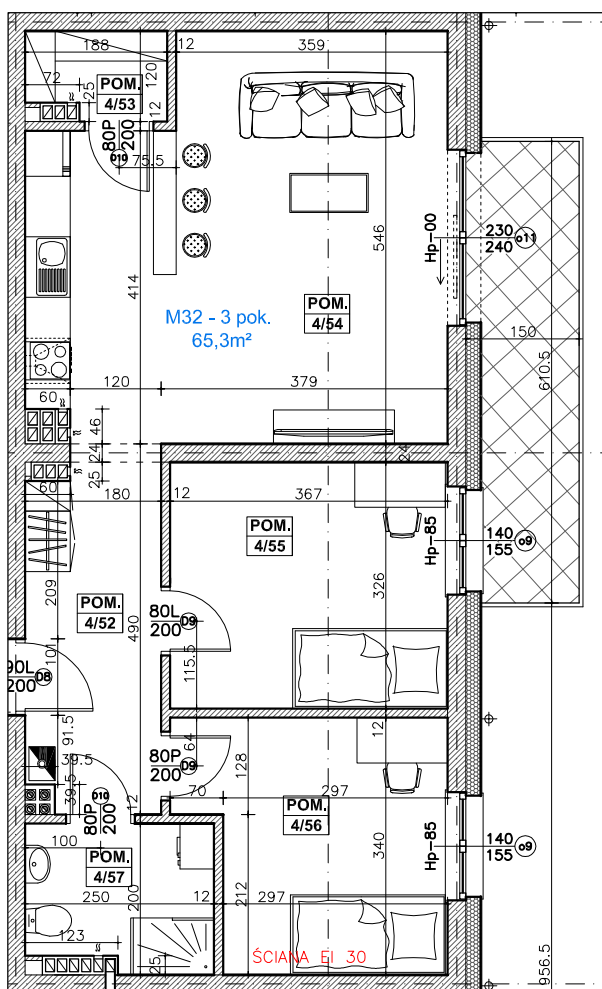 188
12
359
72
25
120
POM.
4/53
12
80P
200
D10
75.5
546
Hp-00
230
240
o11
414
M32 - 3 pok.
65,3m²
POM.
4/54
150
610.5
120
379
60
46
24
25
24
60
180
12
367
POM.
4/55
Hp-85
140
155
o9
209
326
POM.
4/52
490
80L
200
D9
101
115.5
90L
200
D8
91.5
64
12
39.5
80P
200
D9
128
39.5
D10
80P
200
12
70
297
POM.
4/56
100
340
Hp-85
140
155
o9
POM.
4/57
250
200
12
212
297
123
25
ŚCIANA EI 30
956.5